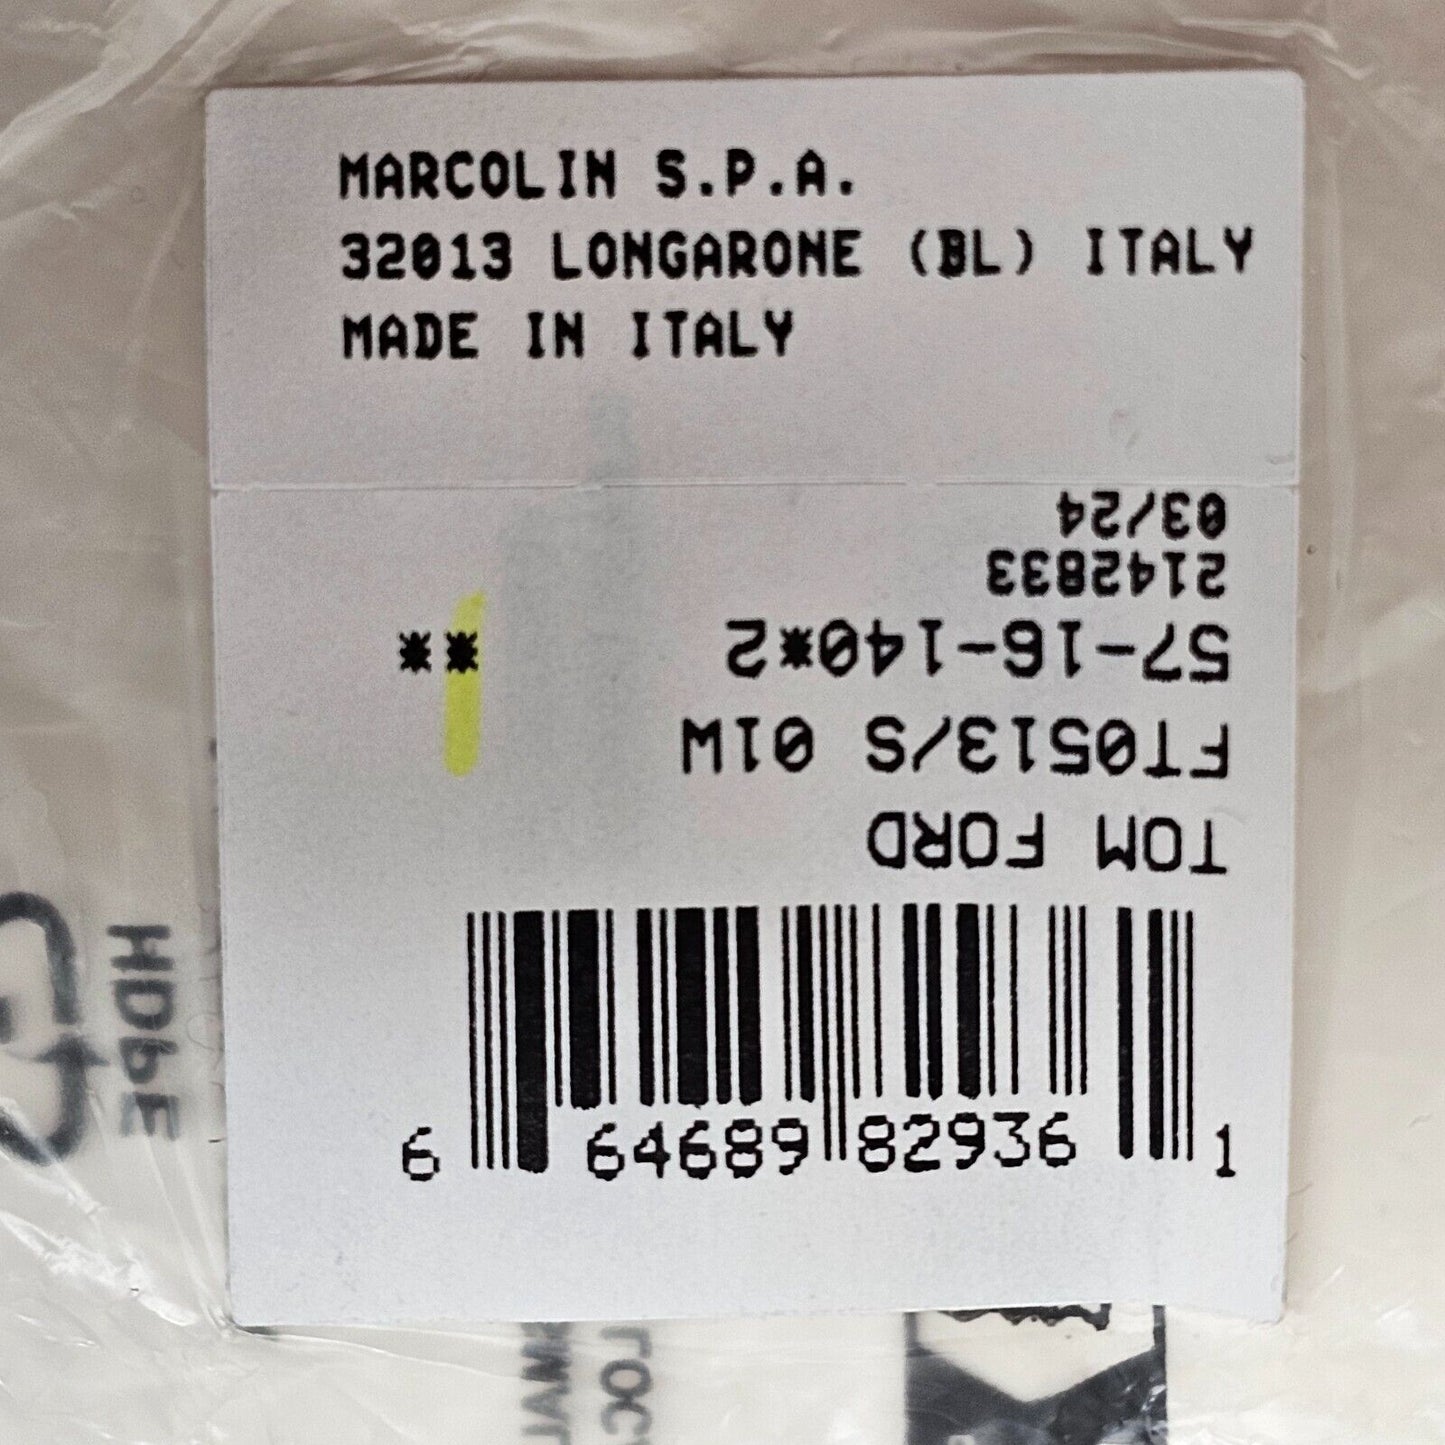 MARCOLIN S.P.A.
32013 LONGARONE (BL) ITALY
MADE IN ITALY
TOM FORD
FT0513/S 01W
57-16-140*2 **
2142833
03/24
6 64689 82936 1
HDPE